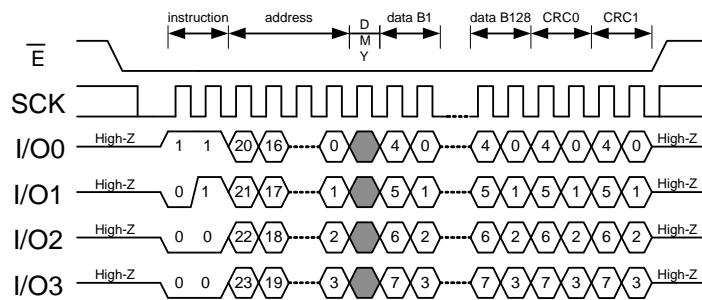 instruction address D M Y data B1 data B128 CRC0 CRC1
E
SCK
I/O0 High-Z 1 1 20 16 0 4 0 4 0 4 0 4 0 High-Z
I/O1 High-Z 0 1 21 17 1 5 1 5 1 5 1 5 1 High-Z
I/O2 High-Z 0 0 22 18 2 6 2 6 2 6 2 6 2 High-Z
I/O3 High-Z 0 0 23 19 3 7 3 7 3 7 3 7 3 High-Z